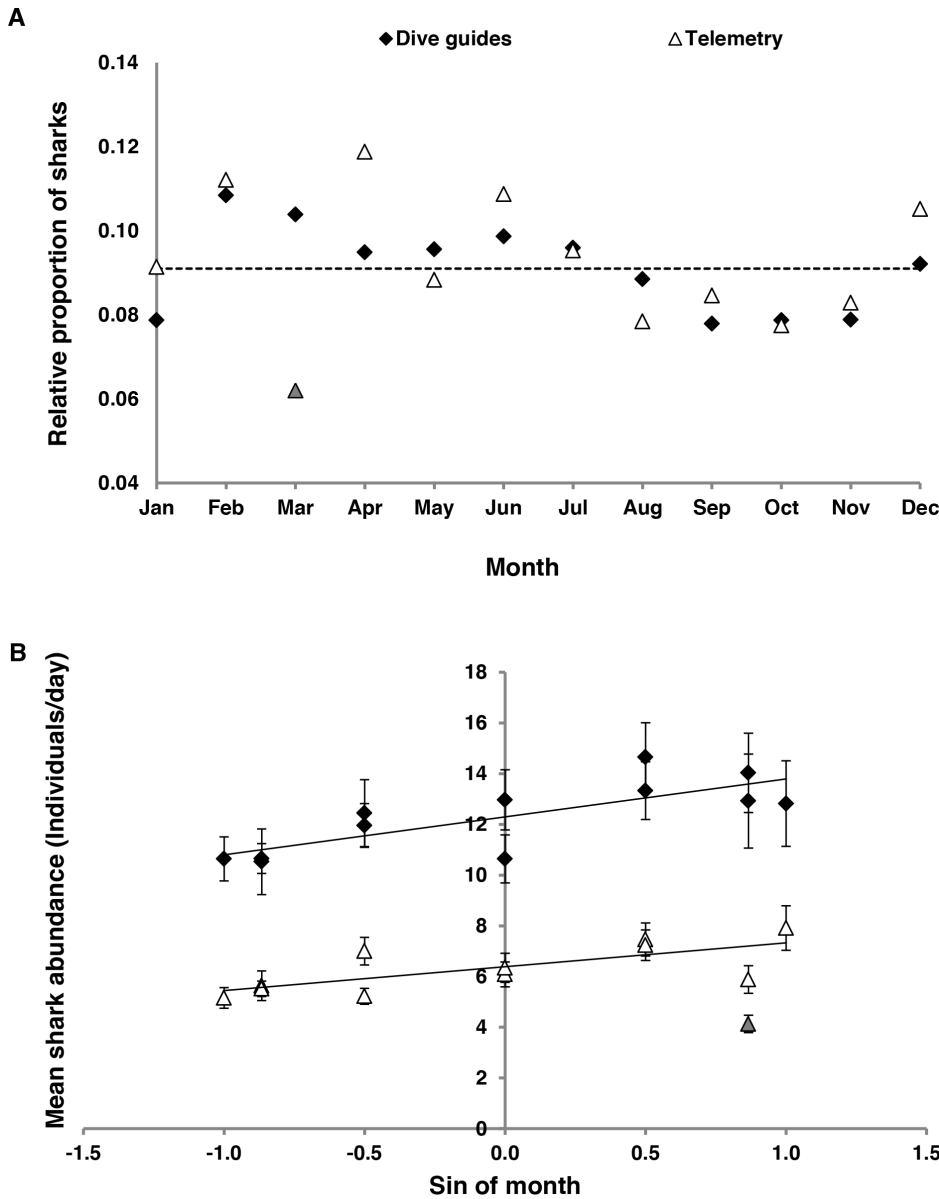 A
Dive guides Telemetry
Relative proportion of sharks
0.14
0.12
0.10
0.08
0.06
0.04
Jan Feb Mar Apr May Jun Jul Aug Sep Oct Nov Dec
Month
B
Mean shark abundance (Individuals/day)
18
16
14
12
10
8
6
4
2
0
-1.5 -1.0 -0.5 0.0 0.5 1.0 1.5
Sin of month